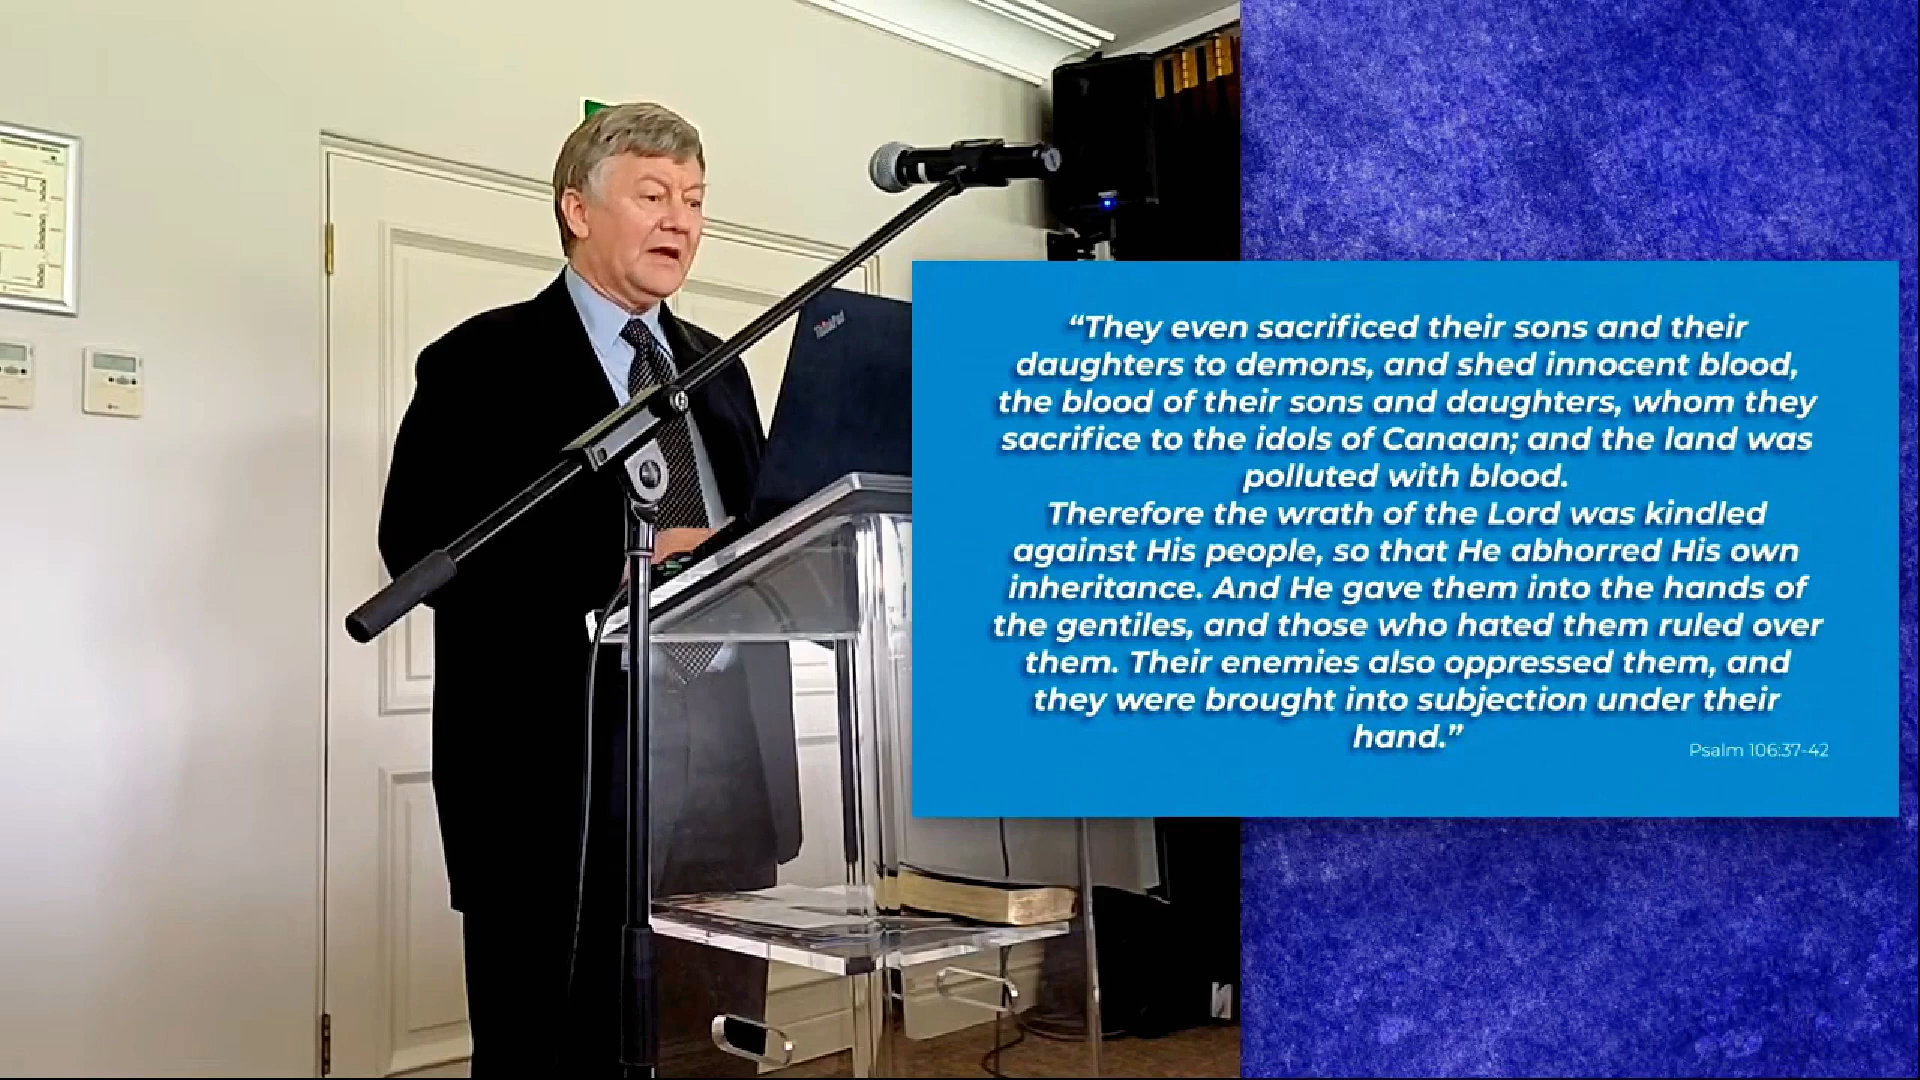 ThinkPad
“They even sacrificed their sons and their
daughters to demons, and shed innocent blood,
the blood of their sons and daughters, whom they
sacrifice to the idols of Canaan; and the land was
polluted with blood.
Therefore the wrath of the Lord was kindled
against His people, so that He abhorred His own
inheritance. And He gave them into the hands of
the gentiles, and those who hated them ruled over
them. Their enemies also oppressed them, and
they were brought into subjection under their
hand.”
Psalm 106:37-42